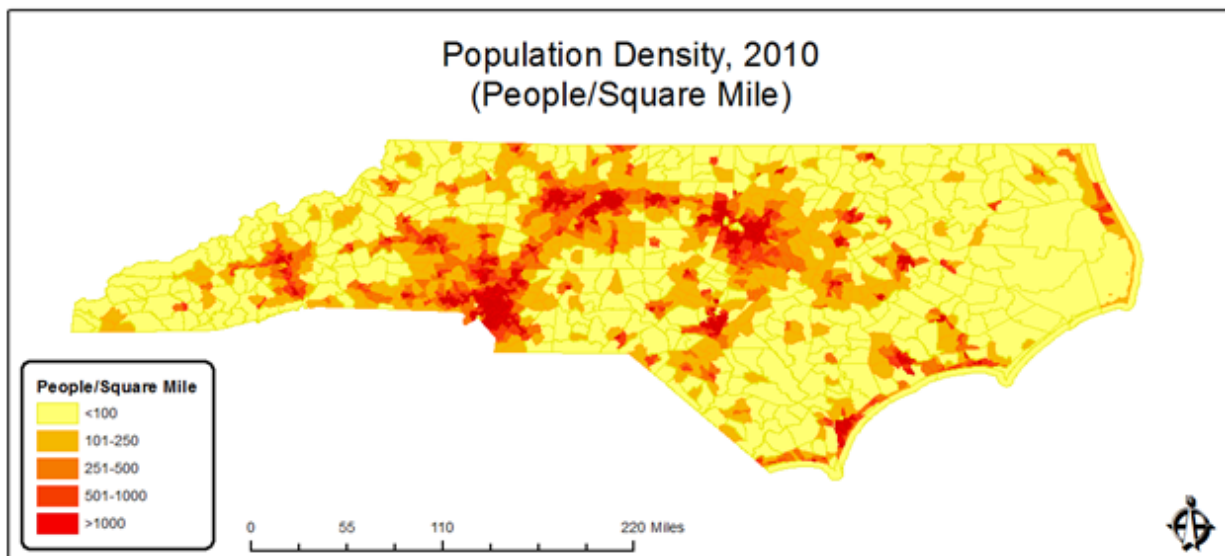 Population Density, 2010
(People/Square Mile)
People/Square Mile
<100
101-250
251-500
501-1000
>1000
0 55 110 220 Miles